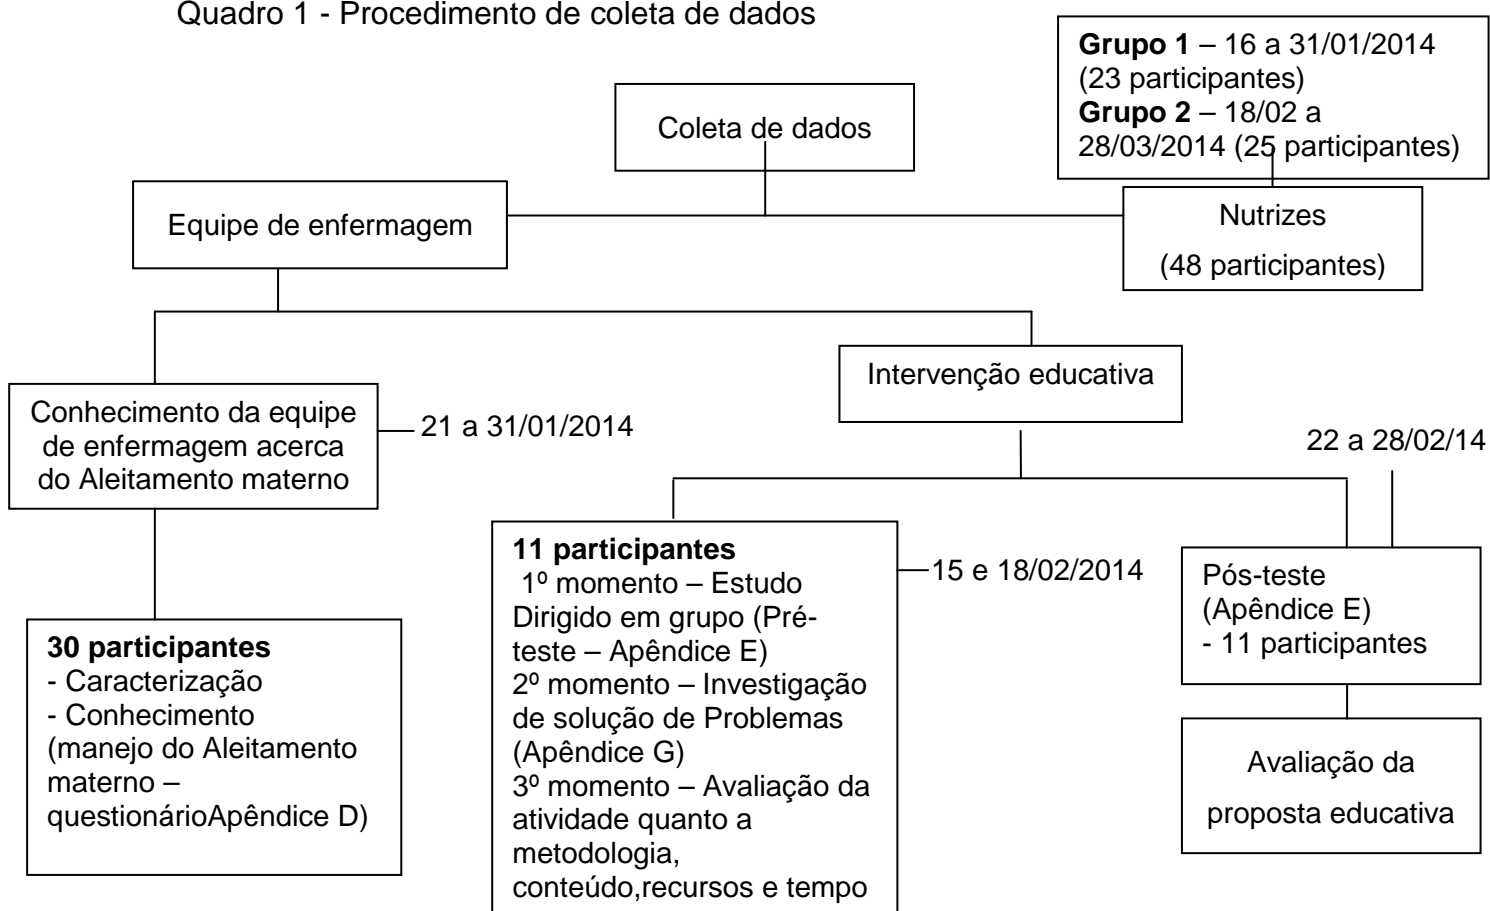 Quadro 1 - Procedimento de coleta de dados
Grupo 1 – 16 a 31/01/2014
(23 participantes)
Grupo 2 – 18/02 a
28/03/2014 (25 participantes)
Coleta de dados
Equipe de enfermagem
Nutrizes
(48 participantes)
Intervenção educativa
Conhecimento da equipe
de enfermagem acerca
do Aleitamento materno
21 a 31/01/2014
22 a 28/02/14
30 participantes
- Caracterização
- Conhecimento
(manejo do Aleitamento
materno –
questionárioApêndice D)
11 participantes
1º momento – Estudo
Dirigido em grupo (Pré-
teste – Apêndice E)
2º momento – Investigação
de solução de Problemas
(Apêndice G)
3º momento – Avaliação da
atividade quanto a
metodologia,
conteúdo,recursos e tempo
15 e 18/02/2014
Pós-teste
(Apêndice E)
- 11 participantes
Avaliação da
proposta educativa